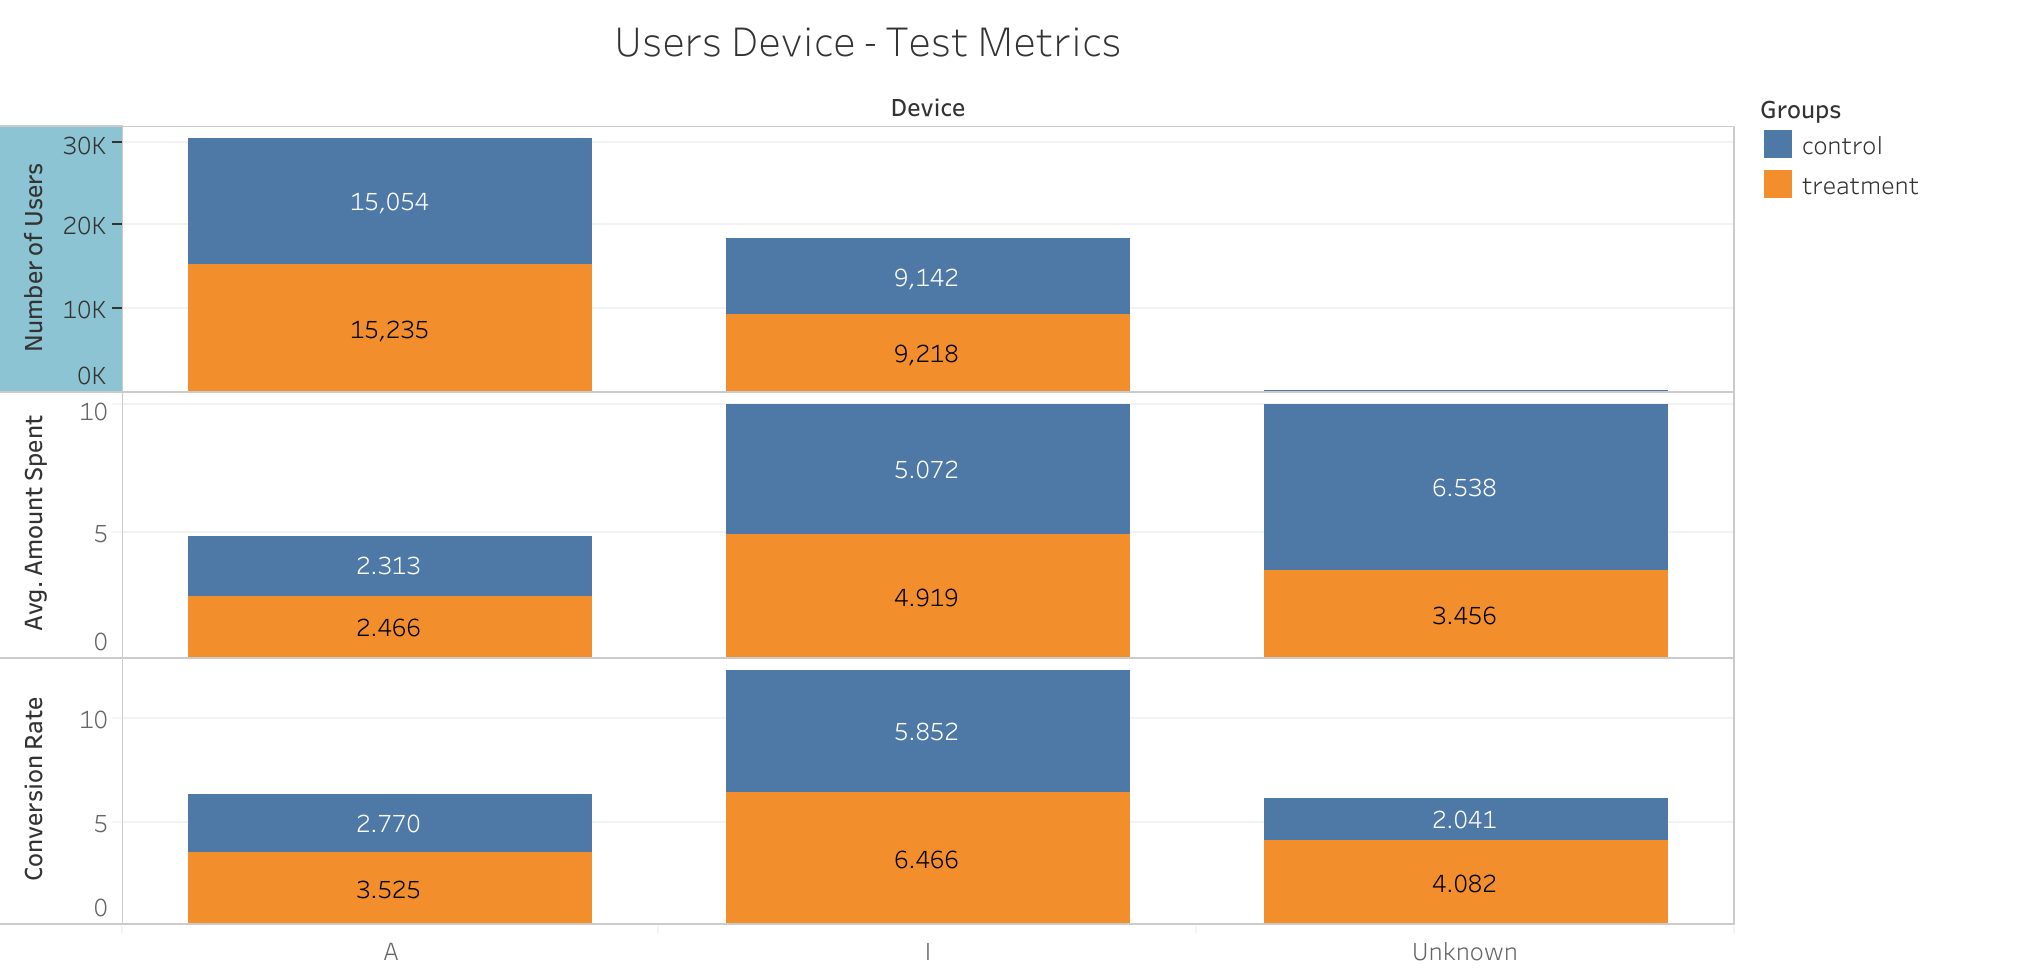 Users Device - Test Metrics
Device
Groups
control
treatment
Number of Users
30K
20K
10K
0K
15,054
15,235
9,142
9,218
Avg. Amount Spent
10
5
0
2.313
2.466
5.072
4.919
6.538
3.456
Conversion Rate
10
5
0
2.770
3.525
5.852
6.466
2.041
4.082
A
I
Unknown